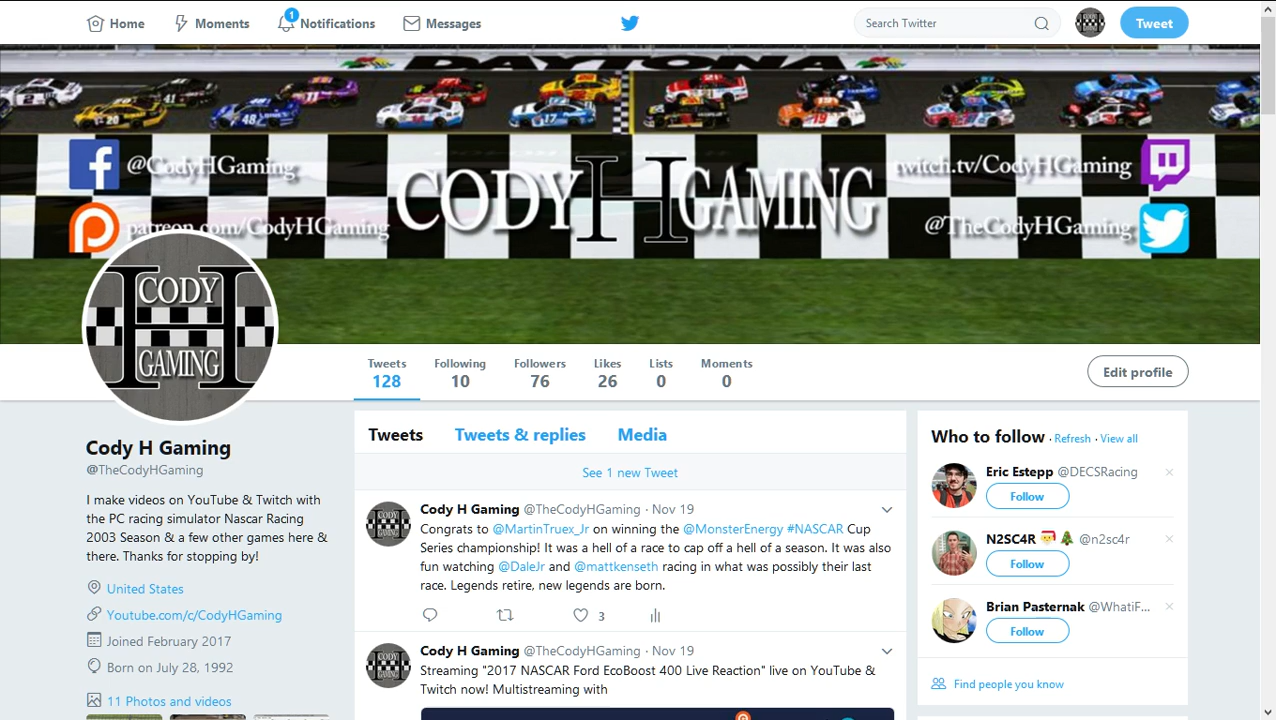 Home
Moments
1
Notifications
Messages
Search Twitter
Tweet
DAYTONA
@CodyHGaming
patreon.com/CodyHGaming
CODY H GAMING
twitch.tv/CodyHGaming
@TheCodyHGaming
CODY
H
GAMING
Tweets
128
Following
10
Followers
76
Likes
26
Lists
0
Moments
0
Edit profile
Cody H Gaming
@TheCodyHGaming
I make videos on YouTube & Twitch with
the PC racing simulator Nascar Racing
2003 Season & a few other games here &
there. Thanks for stopping by!
United States
Youtube.com/c/CodyHGaming
Joined February 2017
Born on July 28, 1992
11 Photos and videos
Tweets Tweets & replies Media
See 1 new Tweet
Cody H Gaming @TheCodyHGaming · Nov 19
Congrats to @MartinTruex_Jr on winning the @MonsterEnergy #NASCAR Cup
Series championship! It was a hell of a race to cap off a hell of a season. It was also
fun watching @DaleJr and @mattkenseth racing in what was possibly their last
race. Legends retire, new legends are born.
3
Cody H Gaming @TheCodyHGaming · Nov 19
Streaming "2017 NASCAR Ford EcoBoost 400 Live Reaction" live on YouTube &
Twitch now! Multistreaming with
Who to follow · Refresh · View all
Eric Estepp @DECSRacing
Follow
N2SC4R @n2sc4r
Follow
Brian Pasternak @WhatiF...
Follow
Find people you know